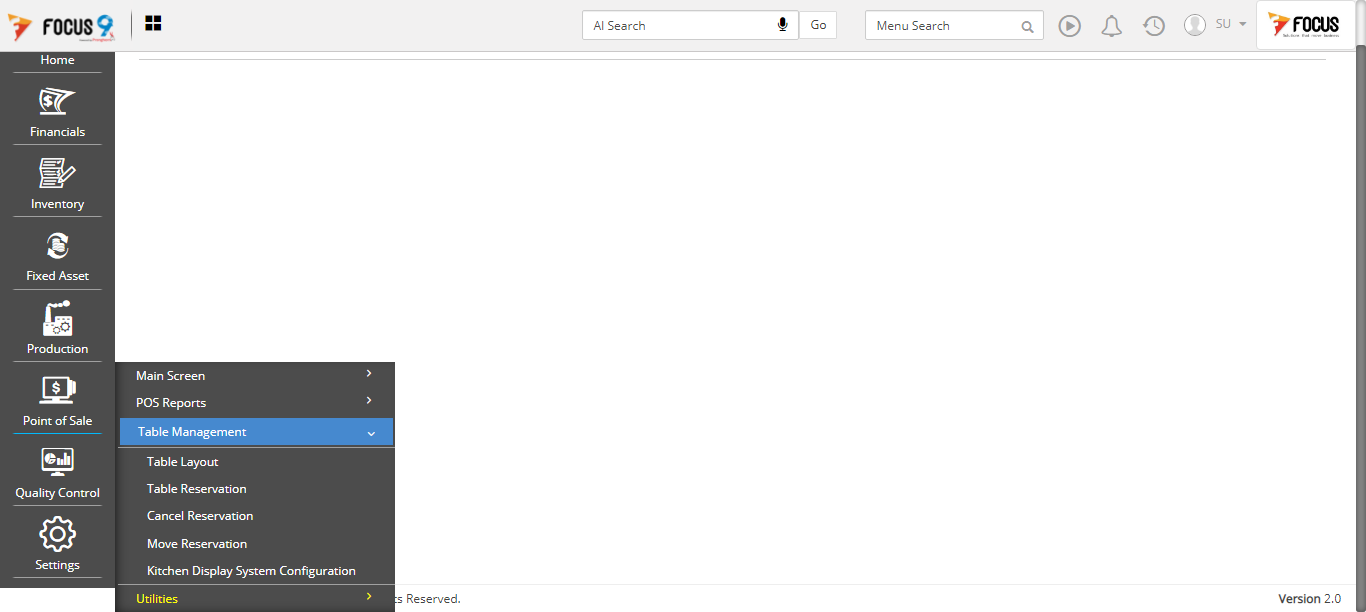 FOCUS 9
AI Search
Go
Menu Search
SU
FOCUS
Home
Financials
Inventory
Fixed Asset
Production
Point of Sale
Quality Control
Settings
Main Screen
POS Reports
Table Management
Table Layout
Table Reservation
Cancel Reservation
Move Reservation
Kitchen Display System Configuration
Utilities
ts Reserved.
Version 2.0